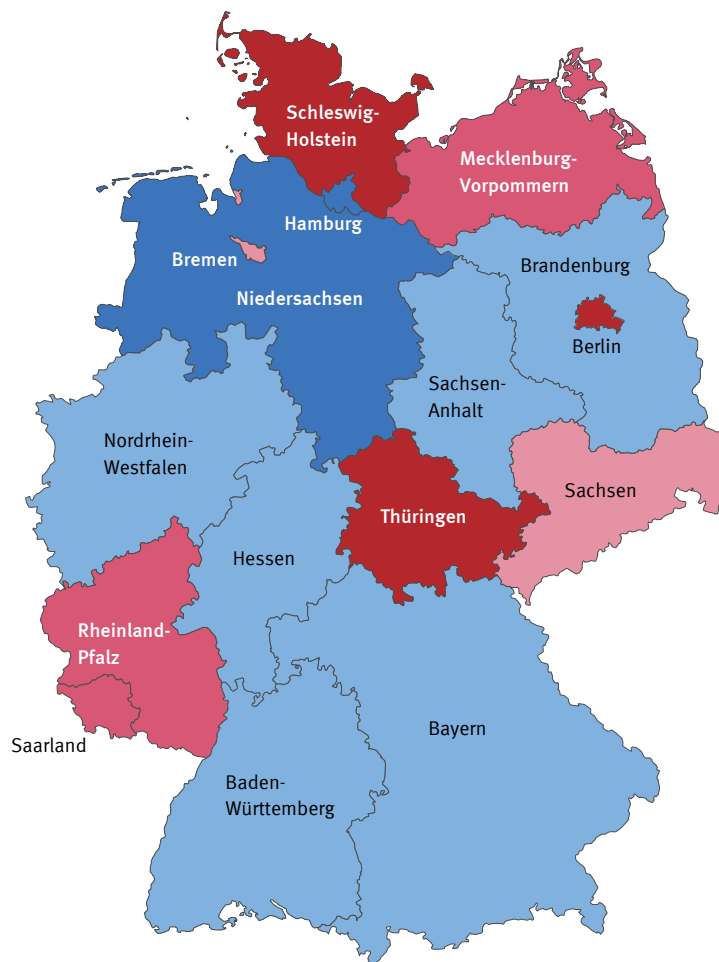 Schleswig-
Holstein
Mecklenburg-
Vorpommern
Hamburg
Bremen
Brandenburg
Niedersachsen
Berlin
Sachsen-
Anhalt
Nordrhein-
Westfalen
Sachsen
Thüringen
Hessen
Rheinland-
Pfalz
Saarland
Bayern
Baden-
Württemberg